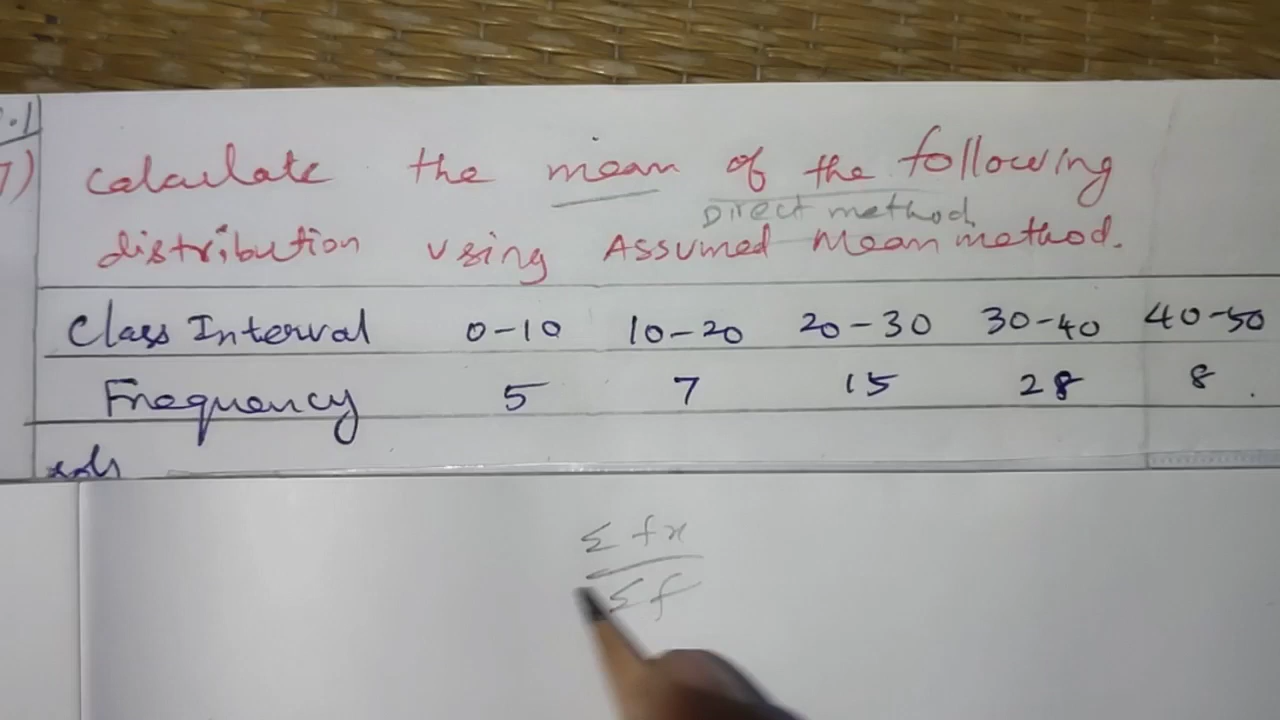 calculate the mean of the following
Direct method
distribution using Assumed Mean method.
Class Interval 0-10 10-20 20-30 30-40 40-50
Frequency 5 7 15 28 8
Σfx
Σf